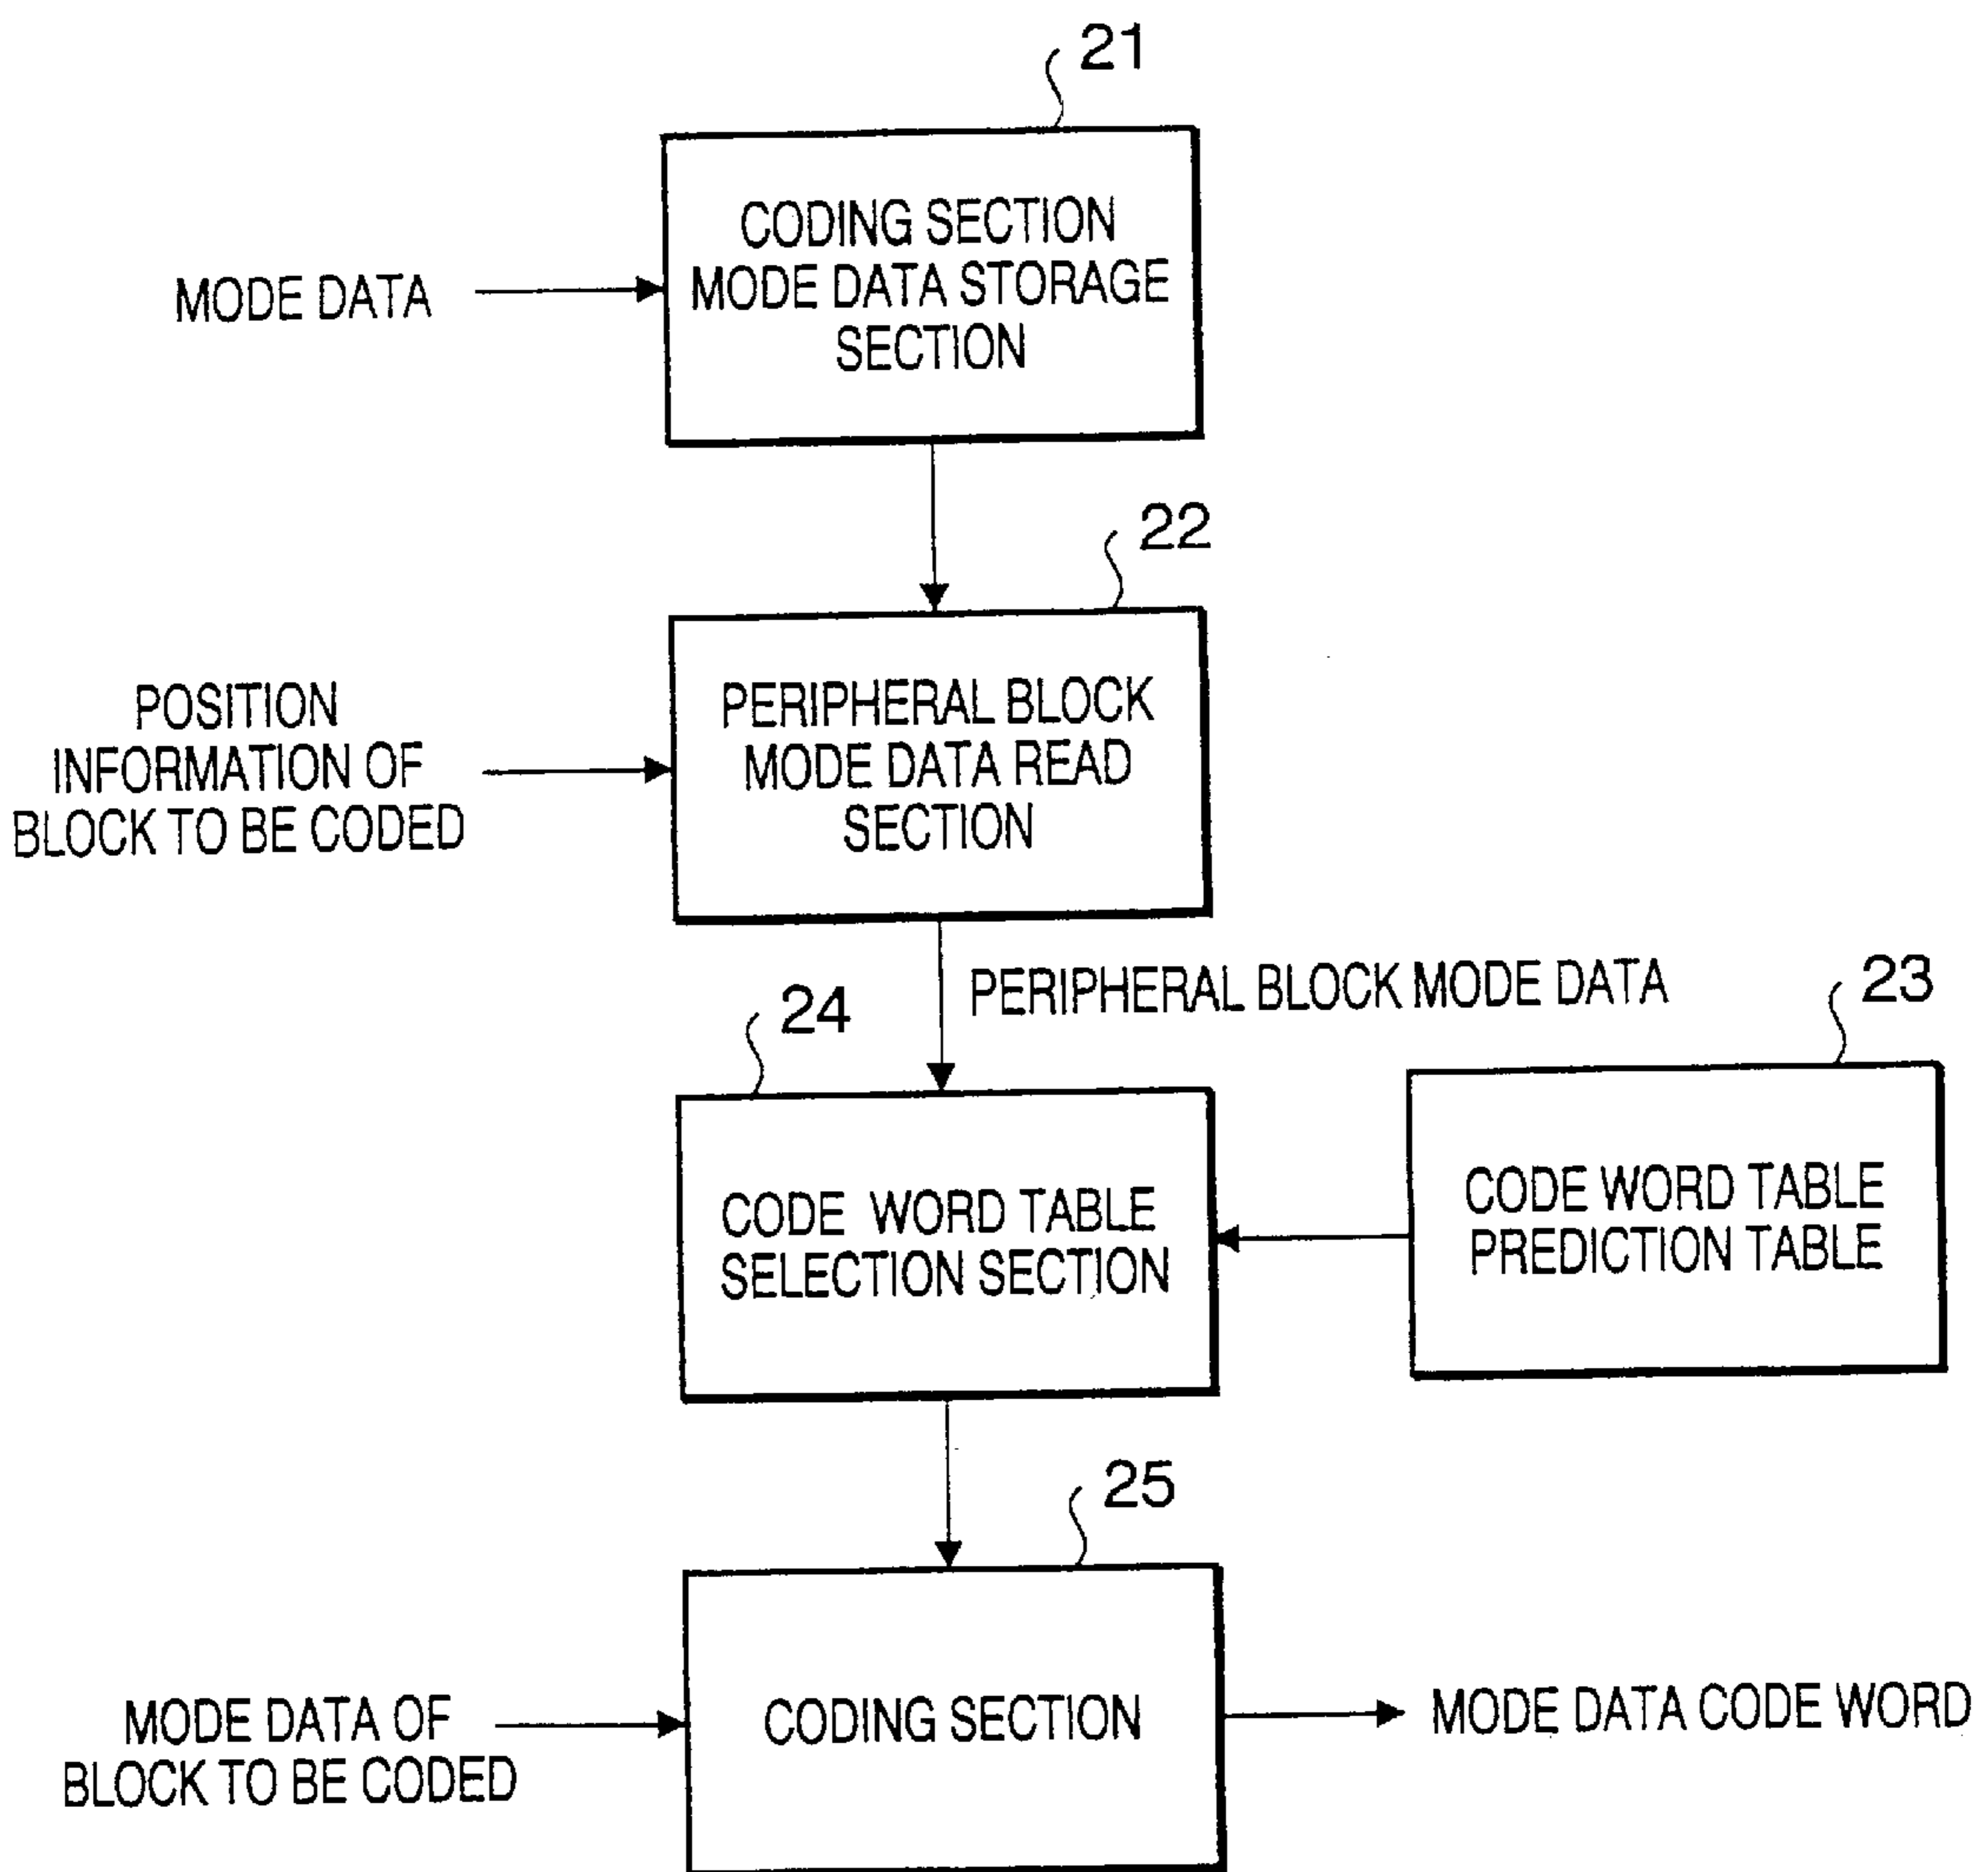 21
CODING SECTION
MODE DATA STORAGE
SECTION
MODE DATA
22
PERIPHERAL BLOCK
MODE DATA READ
SECTION
POSITION
INFORMATION OF
BLOCK TO BE CODED
PERIPHERAL BLOCK MODE DATA
23
24
CODE WORD TABLE
SELECTION SECTION
CODE WORD TABLE
PREDICTION TABLE
25
MODE DATA OF
BLOCK TO BE CODED
CODING SECTION
MODE DATA CODE WORD